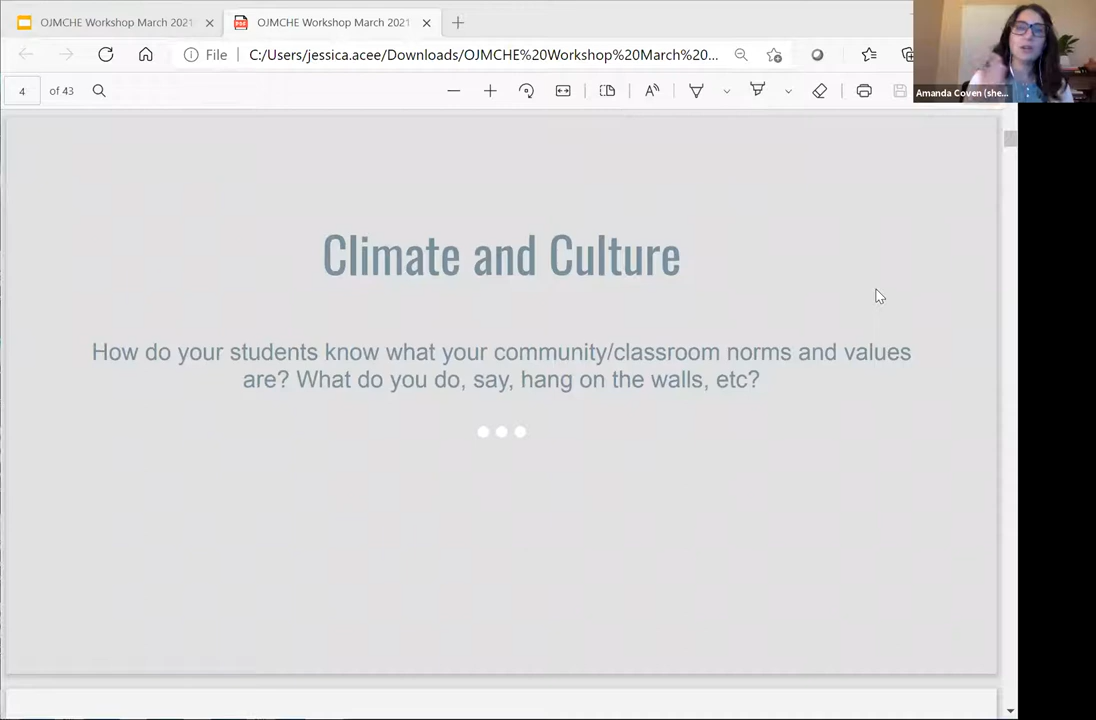 OJMCHE Workshop March 2021
OJMCHE Workshop March 2021
File
C:/Users/jessica.acee/Downloads/OJMCHE%20Workshop%20March%20...
4
of 43
Amanda Coven (she...
Climate and Culture
How do your students know what your community/classroom norms and values
are? What do you do, say, hang on the walls, etc?